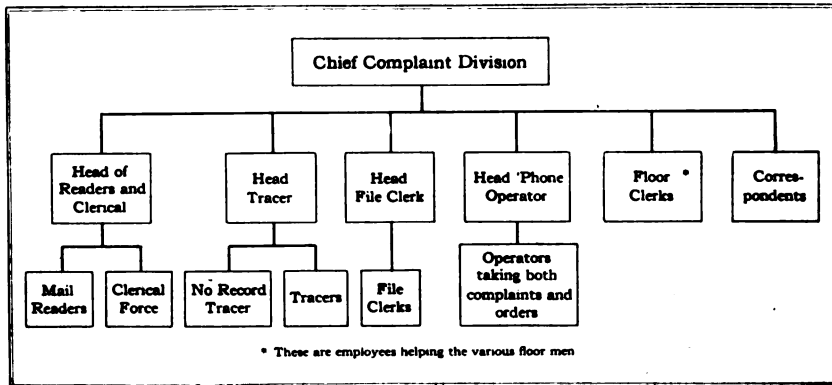 Chief Complaint Division
Head of
Readers and
Clerical
Head
Tracer
Head
File Clerk
Head 'Phone
Operator
Floor *
Clerks
Corres-
pondents
Mail
Readers
Clerical
Force
No Record
Tracer
Tracers
File
Clerks
Operators
taking both
complaints and
orders
* These are employees helping the various floor men